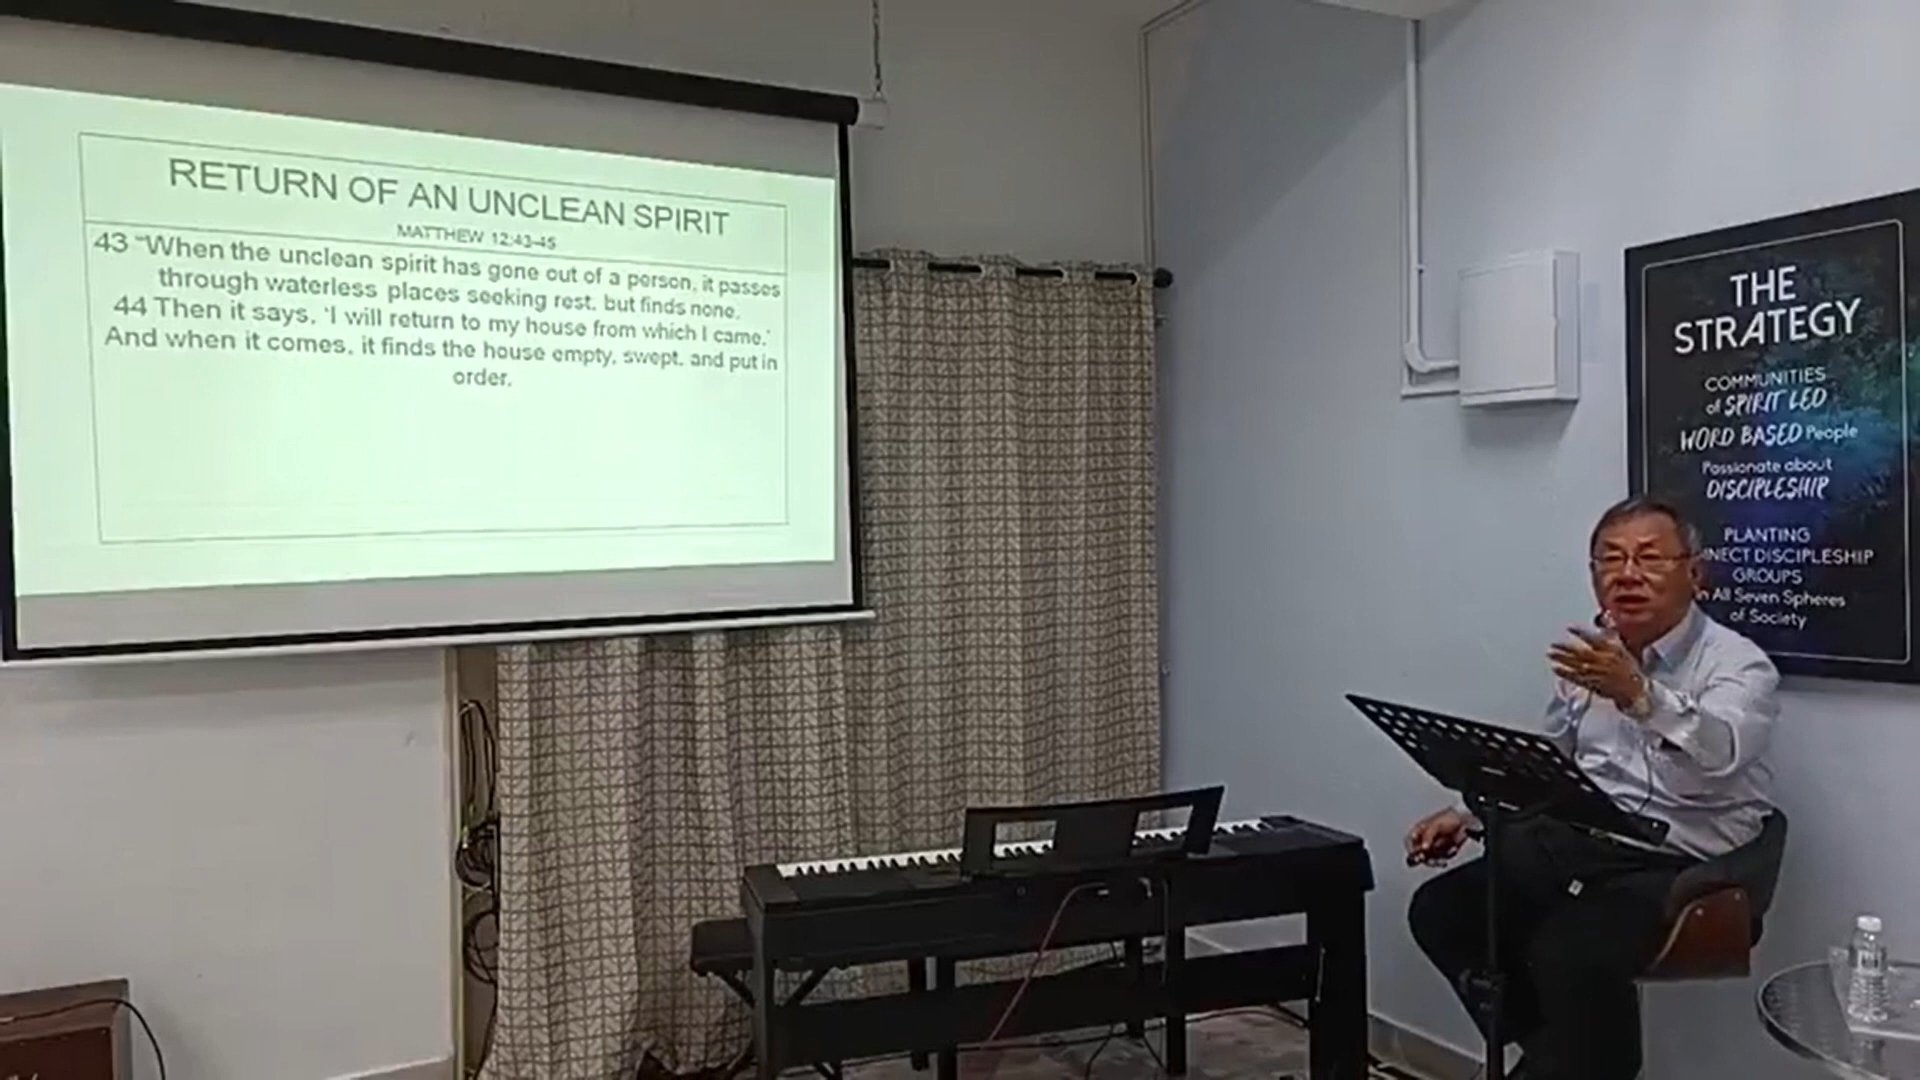 RETURN OF AN UNCLEAN SPIRIT
MATTHEW 12:43-45
43 “When the unclean spirit has gone out of a person, it passes
through waterless places seeking rest, but finds none.
44 Then it says, ‘I will return to my house from which I came.’
And when it comes, it finds the house empty, swept, and put in
order.
THE
STRATEGY
COMMUNITIES
of SPIRIT LED
WORD BASED People
Passionate about
DISCIPLESHIP
PLANTING
NECT DISCIPLESHIP
GROUPS
in All Seven Spheres
of Society